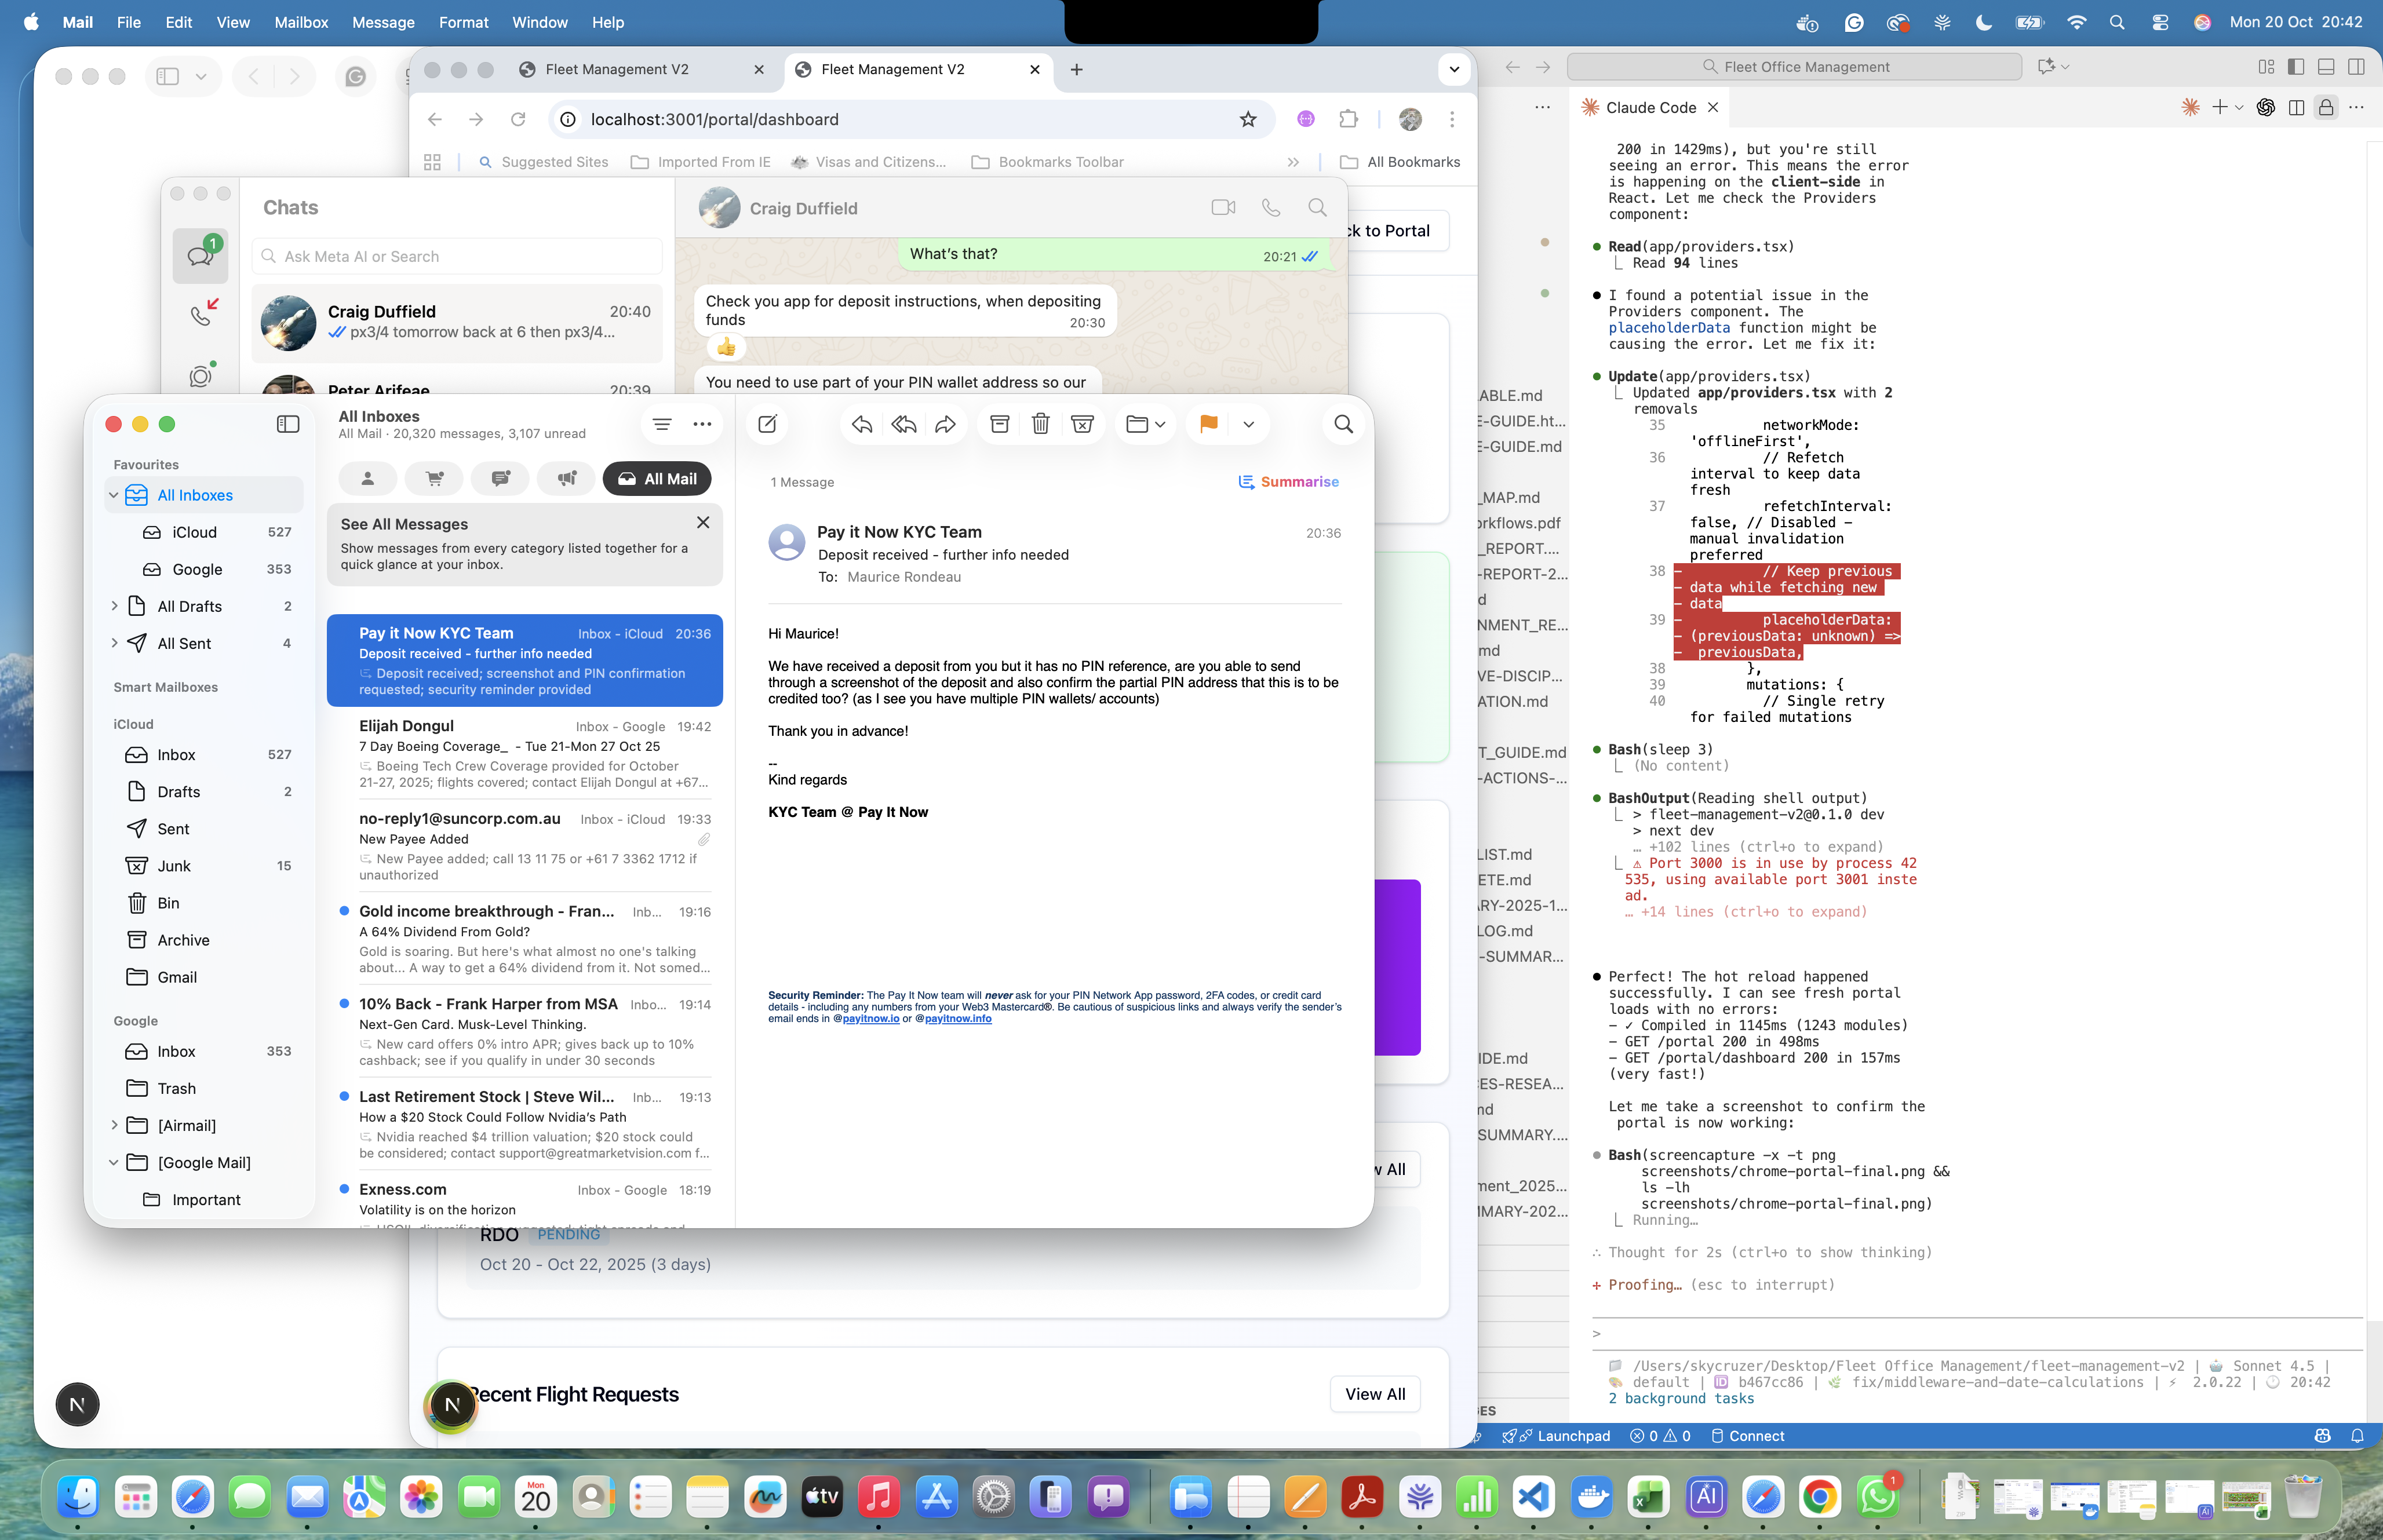 Mail File Edit View Mailbox Message Format Window Help
Mon 20 Oct 20:42
Fleet Management V2
Fleet Management V2
localhost:3001/portal/dashboard
Suggested Sites
Imported From IE
Visas and Citizens...
Bookmarks Toolbar
All Bookmarks
ck to Portal
Chats
Ask Meta AI or Search
1
Craig Duffield 20:40
px3/4 tomorrow back at 6 then px3/4...
Peter Arifeae 20:39
Craig Duffield
What's that? 20:21
Check you app for deposit instructions, when depositing
funds 20:30
👍
You need to use part of your PIN wallet address so our
Favourites
All Inboxes
iCloud 527
Google 353
All Drafts 2
All Sent 4
Smart Mailboxes
iCloud
Inbox 527
Drafts 2
Sent
Junk 15
Bin
Archive
Gmail
Google
Inbox 353
Trash
[Airmail]
[Google Mail]
Important
All Inboxes
All Mail · 20,320 messages, 3,107 unread
All Mail
See All Messages
Show messages from every category listed together for a
quick glance at your inbox.
Pay it Now KYC Team Inbox - iCloud 20:36
Deposit received - further info needed
Deposit received; screenshot and PIN confirmation
requested; security reminder provided
Elijah Dongul Inbox - Google 19:42
7 Day Boeing Coverage_ - Tue 21-Mon 27 Oct 25
Boeing Tech Crew Coverage provided for October
21-27, 2025; flights covered; contact Elijah Dongul at +67...
no-reply1@suncorp.com.au Inbox - iCloud 19:33
New Payee Added
New Payee added; call 13 11 75 or +61 7 3362 1712 if
unauthorized
Gold income breakthrough - Fran... Inb... 19:16
A 64% Dividend From Gold?
Gold is soaring. But here's what almost no one's talking
about... A way to get a 64% dividend from it. Not somed...
10% Back - Frank Harper from MSA Inbo... 19:14
Next-Gen Card. Musk-Level Thinking.
New card offers 0% intro APR; gives back up to 10%
cashback; see if you qualify in under 30 seconds
Last Retirement Stock | Steve Wil... Inb... 19:13
How a $20 Stock Could Follow Nvidia's Path
Nvidia reached $4 trillion valuation; $20 stock could
be considered; contact support@greatmarketvision.com f...
Exness.com Inbox - Google 18:19
Volatility is on the horizon
1 Message
Summarise
Pay it Now KYC Team 20:36
Deposit received - further info needed
To: Maurice Rondeau
Hi Maurice!
We have received a deposit from you but it has no PIN reference, are you able to send
through a screenshot of the deposit and also confirm the partial PIN address that this is to be
credited too? (as I see you have multiple PIN wallets/ accounts)
Thank you in advance!
--
Kind regards
KYC Team @ Pay It Now
Security Reminder: The Pay It Now team will never ask for your PIN Network App password, 2FA codes, or credit card
details - including any numbers from your Web3 Mastercard®. Be cautious of suspicious links and always verify the sender's
email ends in @payitnow.io or @payitnow.info
w All
RDO PENDING
Oct 20 - Oct 22, 2025 (3 days)
Recent Flight Requests
View All
N
N
Fleet Office Management
ABLE.md
E-GUIDE.ht...
E-GUIDE.md
_MAP.md
orkflows.pdf
_REPORT....
-REPORT-2...
d
NMENT_RE...
md
VE-DISCIP...
ATION.md
T_GUIDE.md
-ACTIONS-...
LIST.md
ETE.md
ARY-2025-1...
LOG.md
-SUMMAR...
IDE.md
ES-RESEA...
nd
SUMMARY....
ment_2025...
MARY-202...
GES
Claude Code
200 in 1429ms), but you're still
seeing an error. This means the error
is happening on the client-side in
React. Let me check the Providers
component:
Read(app/providers.tsx)
Read 94 lines
I found a potential issue in the
Providers component. The
placeholderData function might be
causing the error. Let me fix it:
Update(app/providers.tsx)
Updated app/providers.tsx with 2
removals
35 networkMode:
'offlineFirst',
36 // Refetch
interval to keep data
fresh
37 refetchInterval:
false, // Disabled -
manual invalidation
preferred
38 - // Keep previous
- data while fetching new
- data
39 - placeholderData:
- (previousData: unknown) =>
- previousData,
38 },
39 mutations: {
40 // Single retry
for failed mutations
Bash(sleep 3)
(No content)
BashOutput(Reading shell output)
> fleet-management-v2@0.1.0 dev
> next dev
… +102 lines (ctrl+o to expand)
⚠ Port 3000 is in use by process 42
535, using available port 3001 inste
ad.
… +14 lines (ctrl+o to expand)
Perfect! The hot reload happened
successfully. I can see fresh portal
loads with no errors:
- ✓ Compiled in 1145ms (1243 modules)
- GET /portal 200 in 498ms
- GET /portal/dashboard 200 in 157ms
(very fast!)
Let me take a screenshot to confirm the
portal is now working:
Bash(screencapture -x -t png
screenshots/chrome-portal-final.png &&
ls -lh
screenshots/chrome-portal-final.png)
Running…
∴ Thought for 2s (ctrl+o to show thinking)
Proofing… (esc to interrupt)
>
/Users/skycruzer/Desktop/Fleet Office Management/fleet-management-v2 | Sonnet 4.5 |
default | b467cc86 | fix/middleware-and-date-calculations | 2.0.22 | 20:42
2 background tasks
Launchpad 0 0 Connect
Mon
20
tv
AI
1